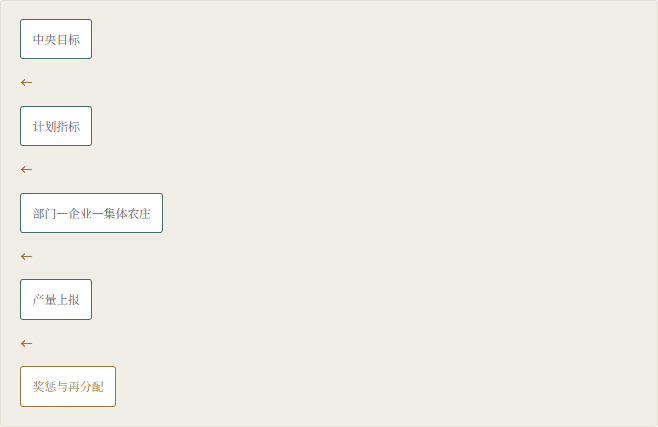 中央目标
←
计划指标
←
部门—企业—集体农庄
←
产量上报
←
奖惩与再分配